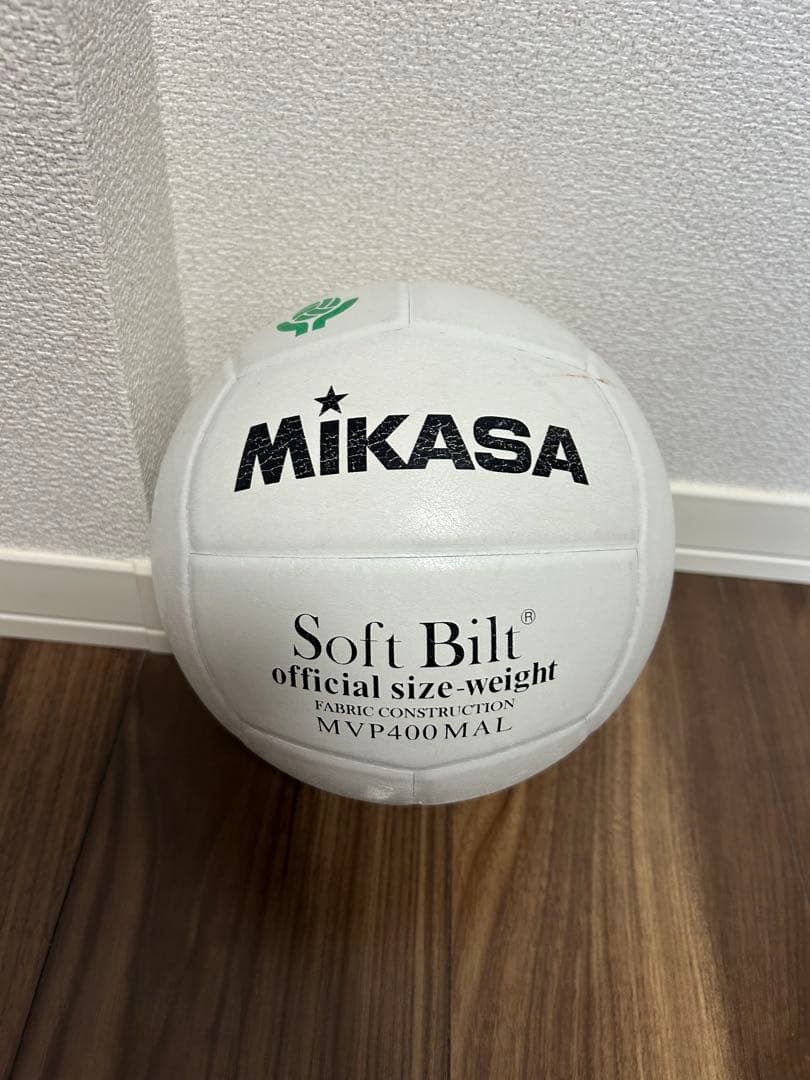 MIKASA
Soft Bilt®
official size-weight
FABRIC CONSTRUCTION
MVP400MAL